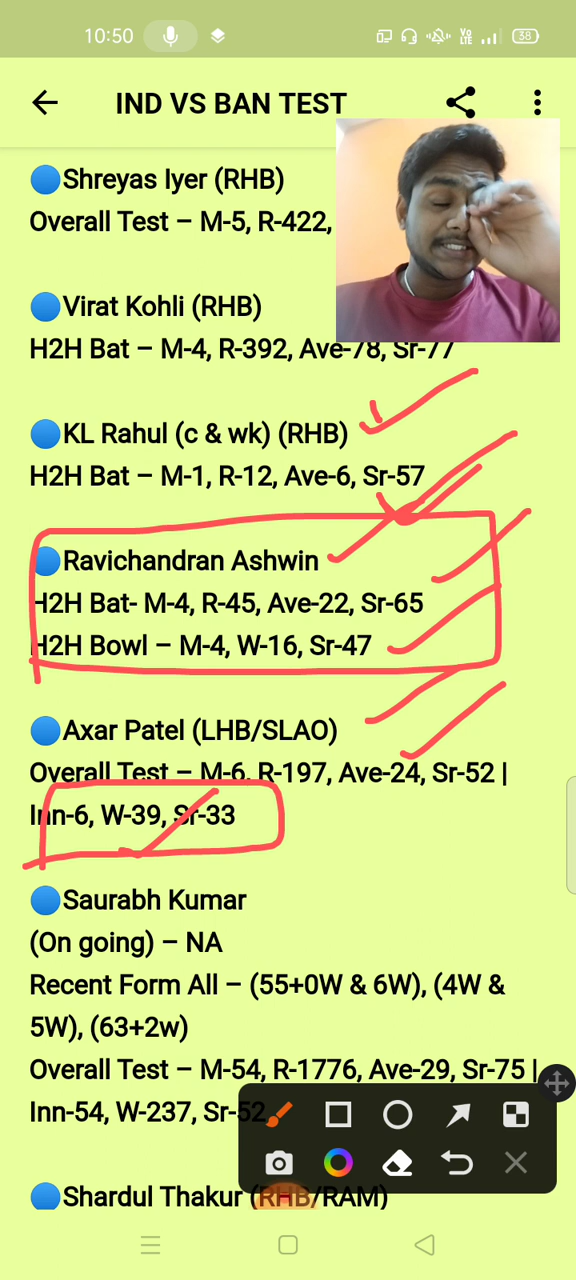 10:50
VO LTE
38
IND VS BAN TEST
Shreyas Iyer (RHB)
Overall Test – M-5, R-422,
Virat Kohli (RHB)
H2H Bat – M-4, R-392, Ave-78, Sr-77
KL Rahul (c & wk) (RHB)
H2H Bat – M-1, R-12, Ave-6, Sr-57
Ravichandran Ashwin
H2H Bat- M-4, R-45, Ave-22, Sr-65
H2H Bowl – M-4, W-16, Sr-47
Axar Patel (LHB/SLAO)
Overall Test – M-6, R-197, Ave-24, Sr-52 |
Inn-6, W-39, Sr-33
Saurabh Kumar
(On going) – NA
Recent Form All – (55+0W & 6W), (4W &
5W), (63+2w)
Overall Test – M-54, R-1776, Ave-29, Sr-75 |
Inn-54, W-237, Sr-52
Shardul Thakur (RHB/RAM)